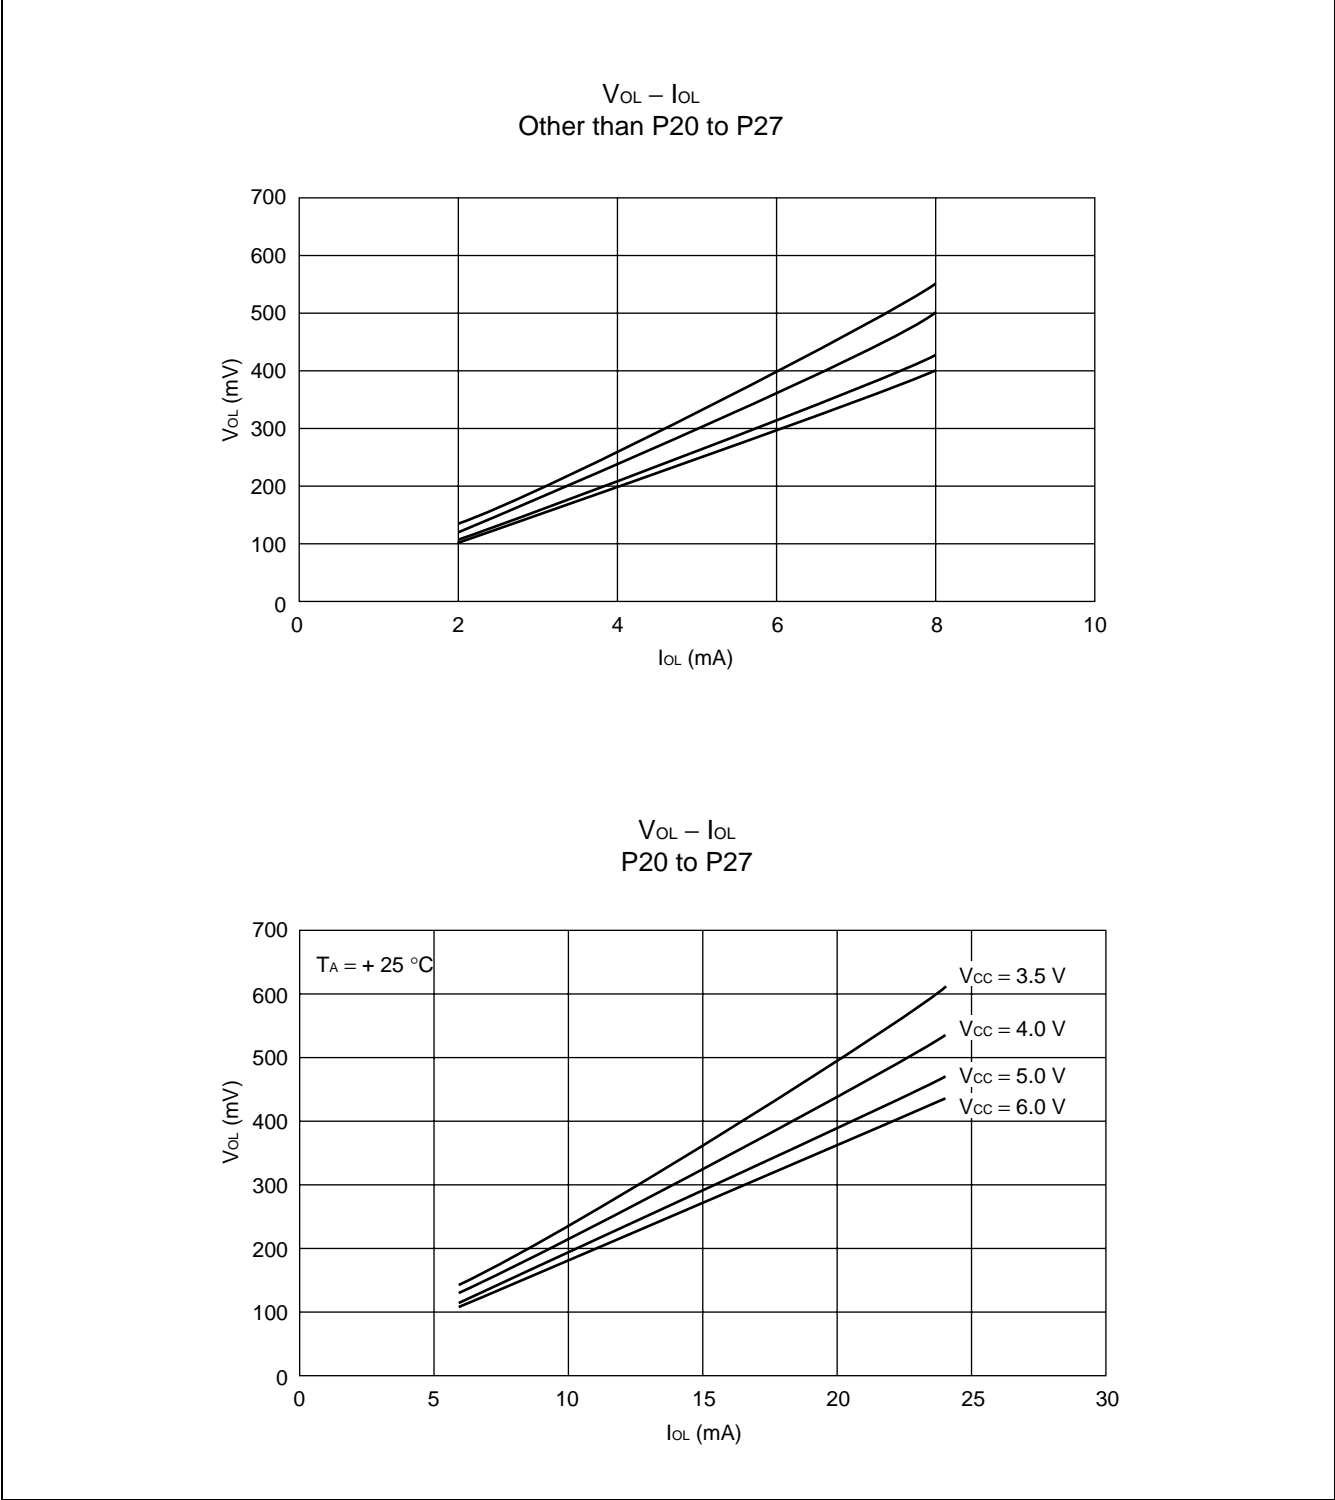 VOL – IOL
Other than P20 to P27
700
600
500
400
300
200
100
0
VOL (mV)
0 2 4 6 8 10
IOL (mA)
VOL – IOL
P20 to P27
700
600
500
400
300
200
100
0
VOL (mV)
TA = + 25 °C
VCC = 3.5 V
VCC = 4.0 V
VCC = 5.0 V
VCC = 6.0 V
0 5 10 15 20 25 30
IOL (mA)